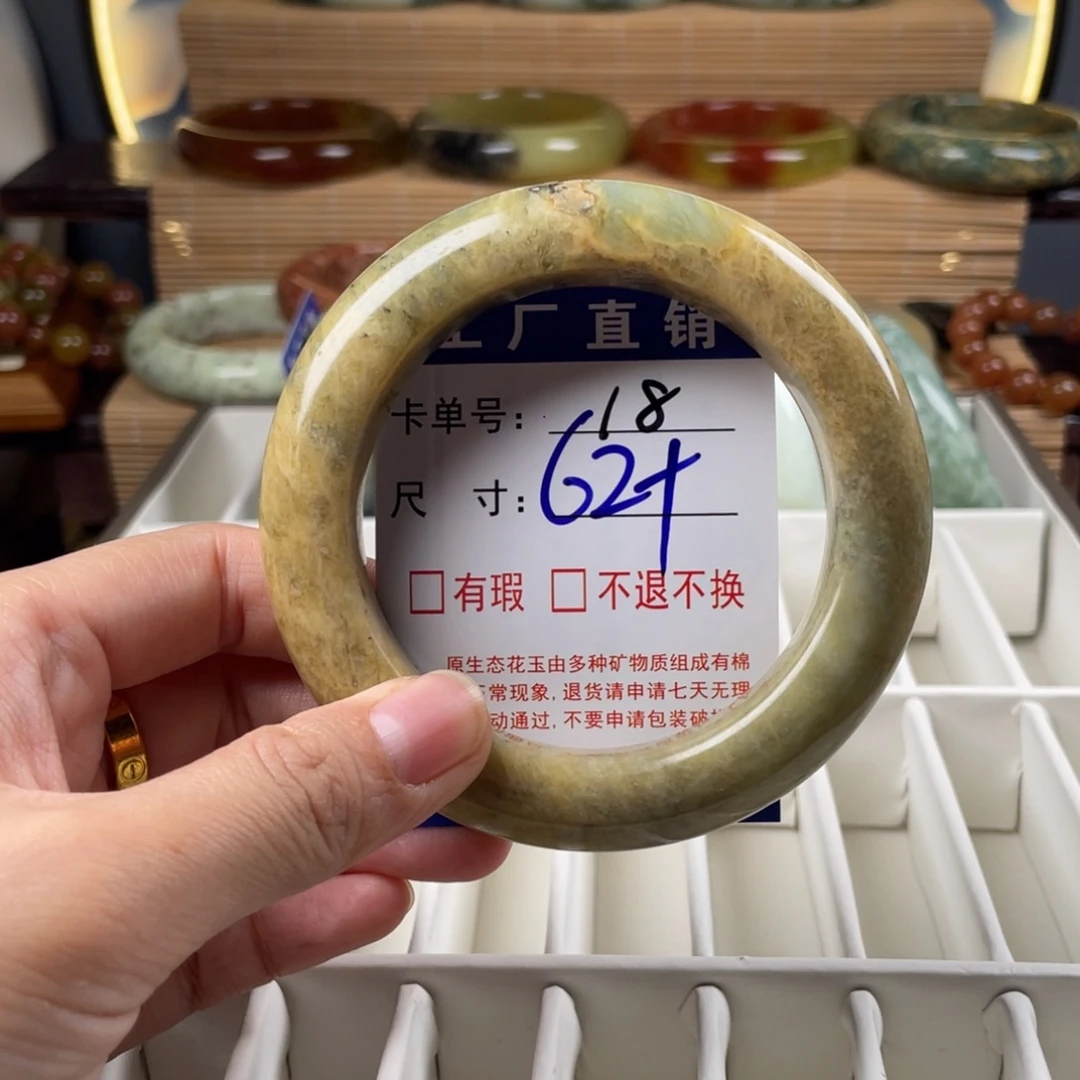 工厂直销
卡单号: 18
尺 寸: 62+
□有瑕 □不退不换
原生态花玉由多种矿物质组成有棉
正常现象, 退货请申请七天无理
动通过, 不要申请包装破